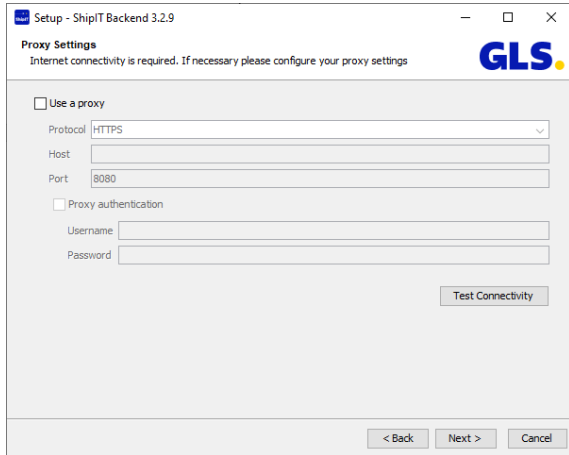 Setup - ShipIT Backend 3.2.9
Proxy Settings
Internet connectivity is required. If necessary please configure your proxy settings
GLS.
Use a proxy
Protocol HTTPS
Host
Port 8080
Proxy authentication
Username
Password
Test Connectivity
< Back Next > Cancel